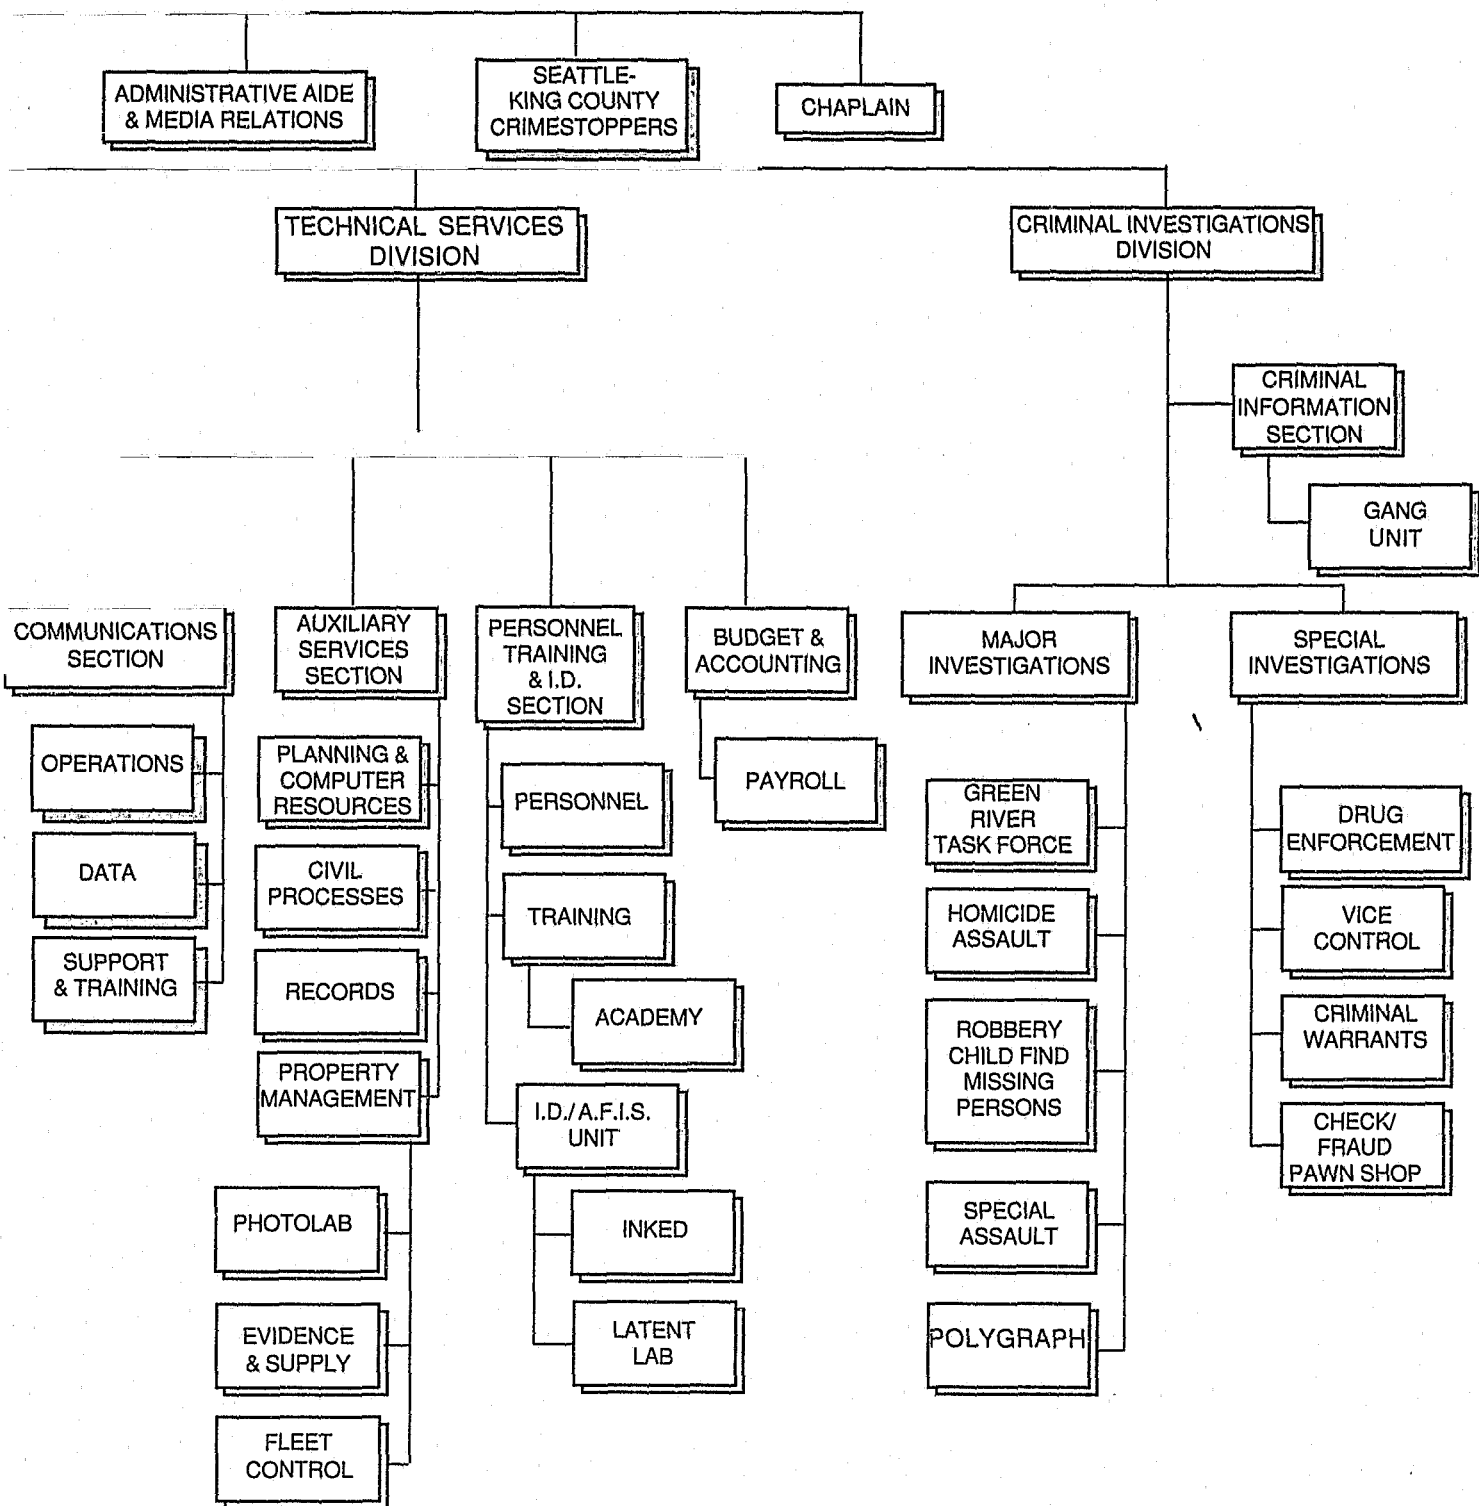 ADMINISTRATIVE AIDE
& MEDIA RELATIONS
SEATTLE-
KING COUNTY
CRIMESTOPPERS
CHAPLAIN
TECHNICAL SERVICES
DIVISION
CRIMINAL INVESTIGATIONS
DIVISION
CRIMINAL
INFORMATION
SECTION
GANG
UNIT
COMMUNICATIONS
SECTION
OPERATIONS
DATA
SUPPORT
& TRAINING
AUXILIARY
SERVICES
SECTION
PLANNING &
COMPUTER
RESOURCES
CIVIL
PROCESSES
RECORDS
PROPERTY
MANAGEMENT
PHOTOLAB
EVIDENCE
& SUPPLY
FLEET
CONTROL
PERSONNEL
TRAINING
& I.D.
SECTION
PERSONNEL
TRAINING
ACADEMY
I.D./A.F.I.S.
UNIT
INKED
LATENT
LAB
BUDGET &
ACCOUNTING
PAYROLL
MAJOR
INVESTIGATIONS
GREEN
RIVER
TASK FORCE
HOMICIDE
ASSAULT
ROBBERY
CHILD FIND
MISSING
PERSONS
SPECIAL
ASSAULT
POLYGRAPH
SPECIAL
INVESTIGATIONS
DRUG
ENFORCEMENT
VICE
CONTROL
CRIMINAL
WARRANTS
CHECK/
FRAUD
PAWN SHOP